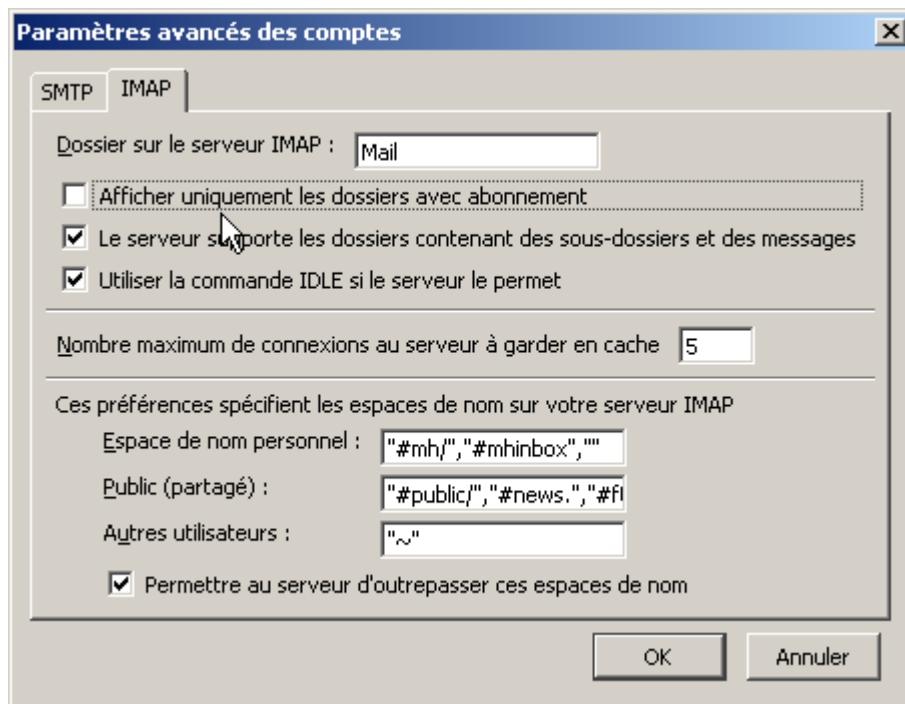 Paramètres avancés des comptes
SMTP IMAP
Dossier sur le serveur IMAP : Mail
Afficher uniquement les dossiers avec abonnement
Le serveur supporte les dossiers contenant des sous-dossiers et des messages
Utiliser la commande IDLE si le serveur le permet
Nombre maximum de connexions au serveur à garder en cache 5
Ces préférences spécifient les espaces de nom sur votre serveur IMAP
Espace de nom personnel : "#mh/","#mhinbox",""
Public (partagé) : "#public/","#news.","#ft
Autres utilisateurs : "~"
Permettre au serveur d'outrepasser ces espaces de nom
OK Annuler